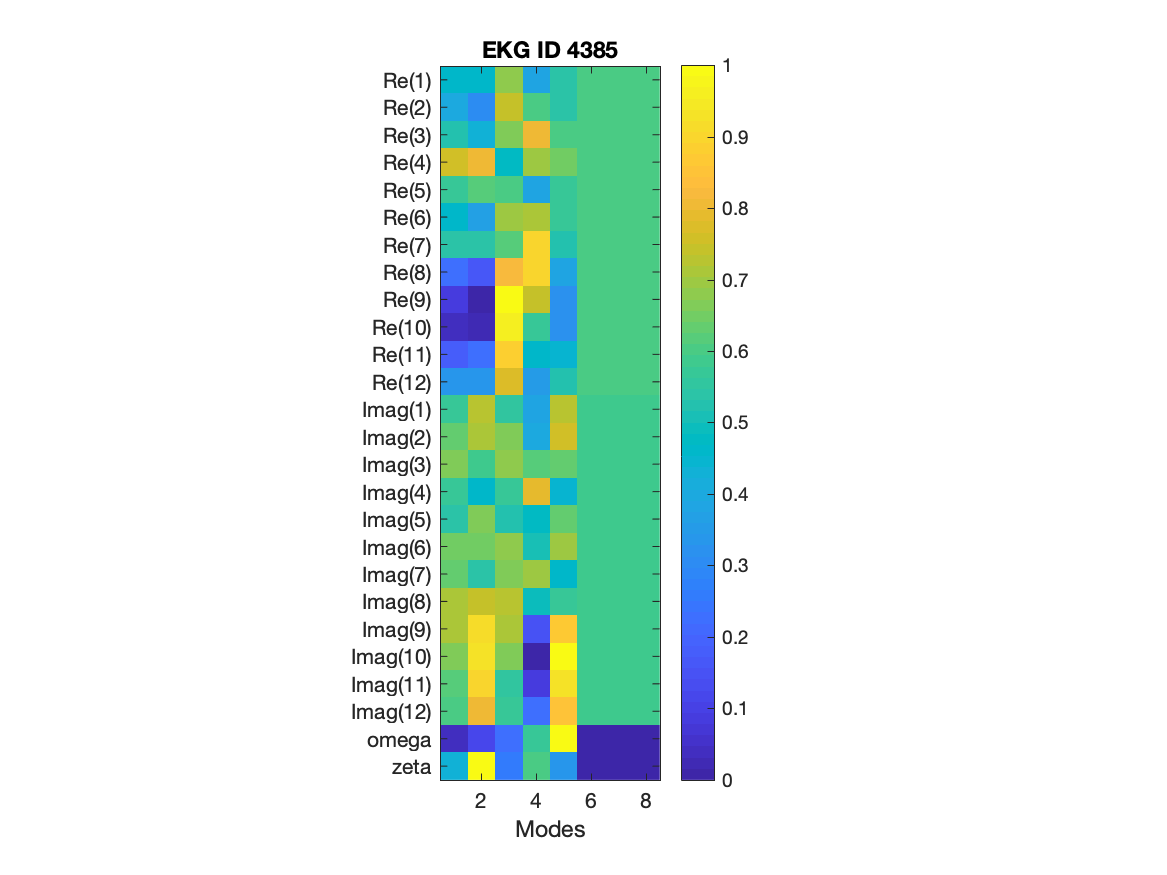 EKG ID 4385
Re(1)
Re(2)
Re(3)
Re(4)
Re(5)
Re(6)
Re(7)
Re(8)
Re(9)
Re(10)
Re(11)
Re(12)
Imag(1)
Imag(2)
Imag(3)
Imag(4)
Imag(5)
Imag(6)
Imag(7)
Imag(8)
Imag(9)
Imag(10)
Imag(11)
Imag(12)
omega
zeta
2 4 6 8
Modes
1
0.9
0.8
0.7
0.6
0.5
0.4
0.3
0.2
0.1
0